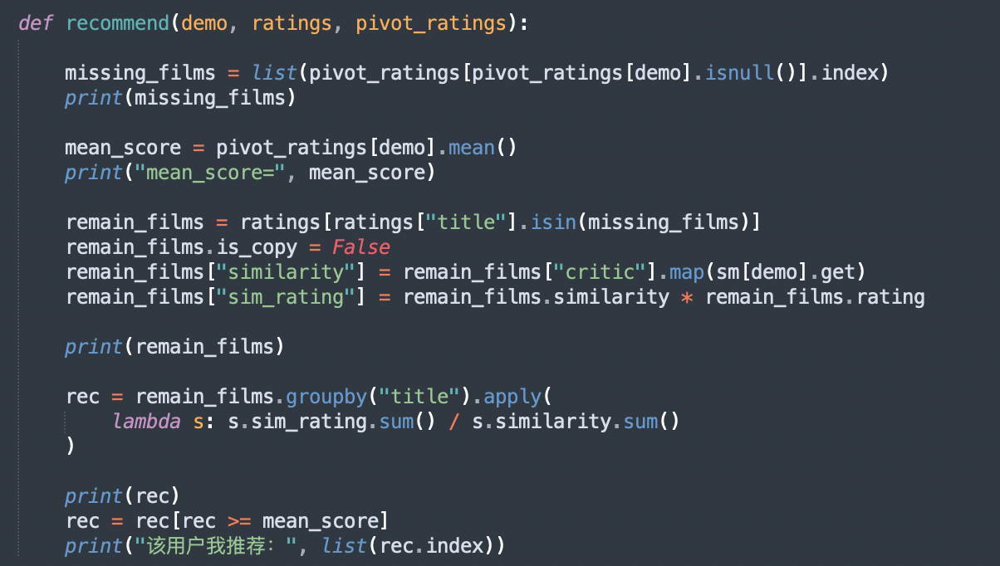 def recommend(demo, ratings, pivot_ratings):
missing_films = list(pivot_ratings[pivot_ratings[demo].isnull()].index)
print(missing_films)
mean_score = pivot_ratings[demo].mean()
print("mean_score=", mean_score)
remain_films = ratings[ratings["title"].isin(missing_films)]
remain_films.is_copy = False
remain_films["similarity"] = remain_films["critic"].map(sm[demo].get)
remain_films["sim_rating"] = remain_films.similarity * remain_films.rating
print(remain_films)
rec = remain_films.groupby("title").apply(
lambda s: s.sim_rating.sum() / s.similarity.sum()
)
print(rec)
rec = rec[rec >= mean_score]
print("该用户我推荐：", list(rec.index))